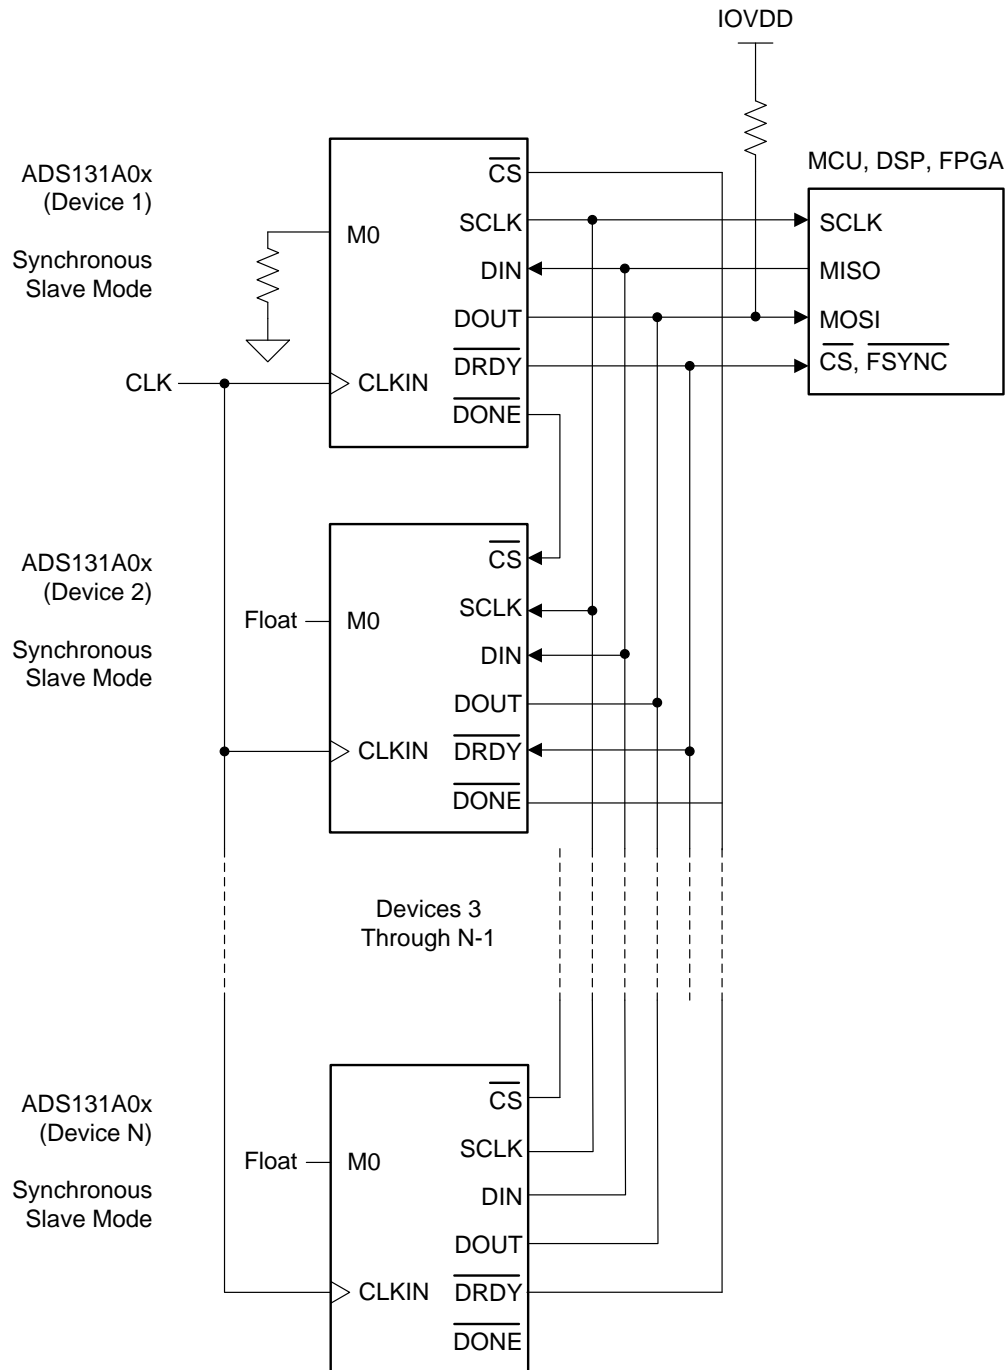 IOVDD
MCU, DSP, FPGA
ADS131A0x
(Device 1)
Synchronous
Slave Mode
M0
CLK
CLKIN
CS
SCLK
DIN
DOUT
DRDY
DONE
SCLK
MISO
MOSI
CS, FSYNC
ADS131A0x
(Device 2)
Synchronous
Slave Mode
Float
M0
CLKIN
CS
SCLK
DIN
DOUT
DRDY
DONE
Devices 3
Through N-1
ADS131A0x
(Device N)
Synchronous
Slave Mode
Float
M0
CLKIN
CS
SCLK
DIN
DOUT
DRDY
DONE